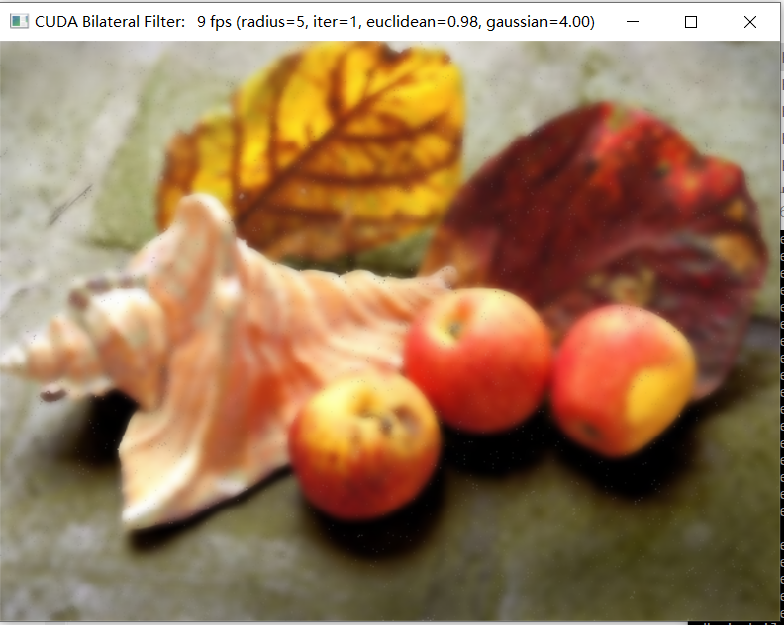 CUDA Bilateral Filter: 9 fps (radius=5, iter=1, euclidean=0.98, gaussian=4.00)